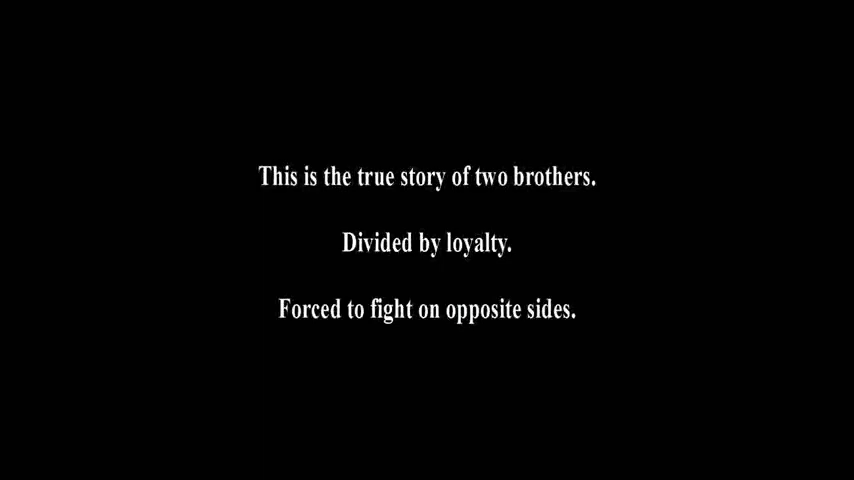 This is the true story of two brothers.
Divided by loyalty.
Forced to fight on opposite sides.